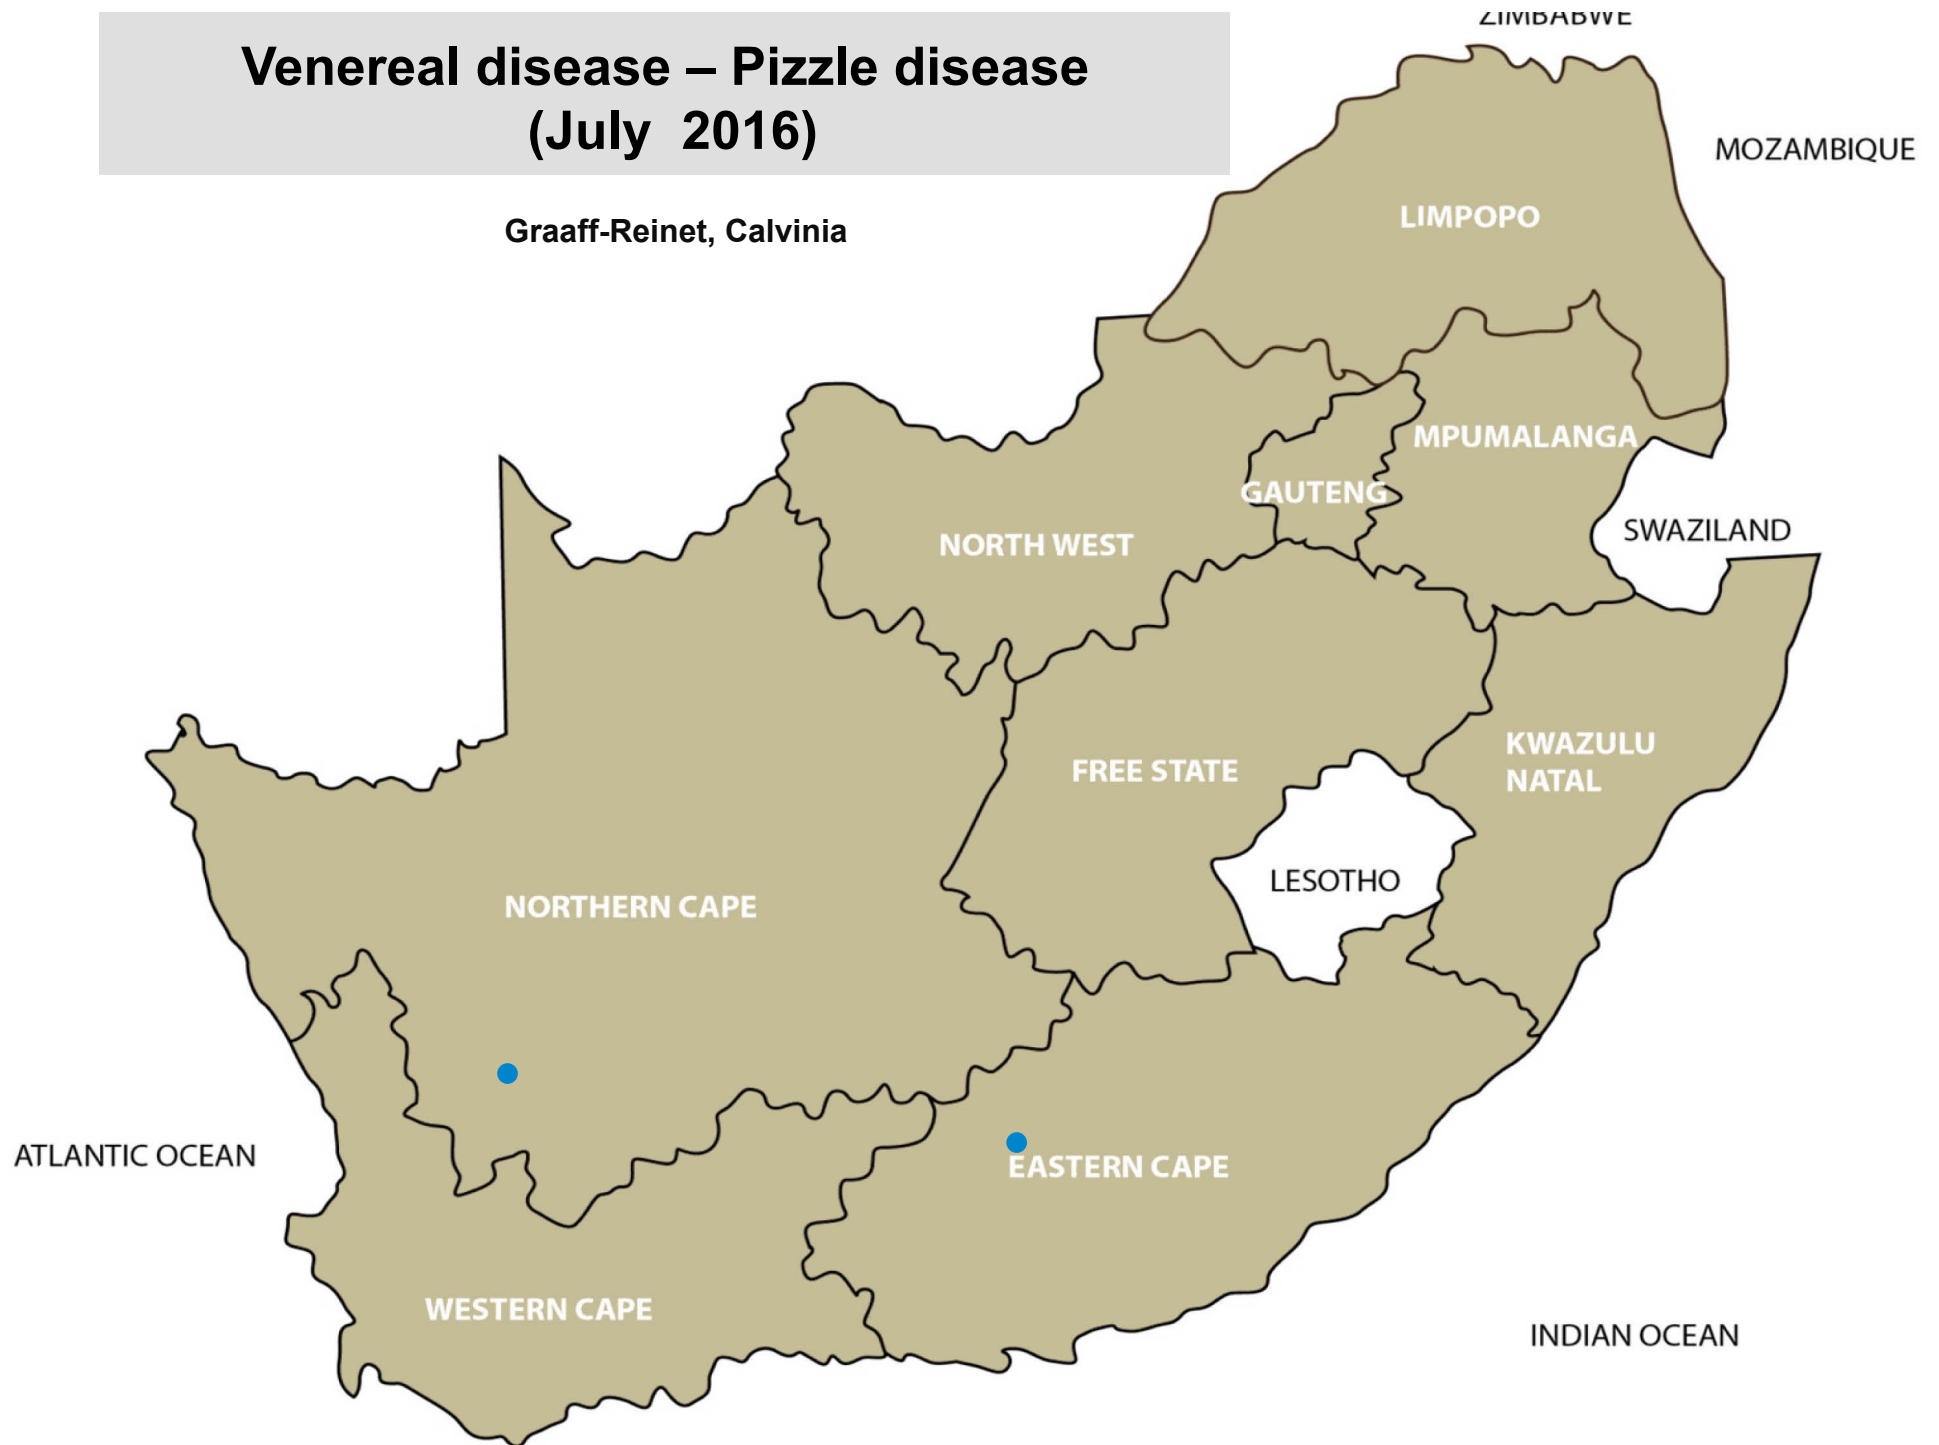 Venereal disease – Pizzle disease
(July 2016)
Graaff-Reinet, Calvinia
ZIMBABWE
MOZAMBIQUE
LIMPOPO
MPUMALANGA
GAUTENG
SWAZILAND
NORTH WEST
KWAZULU
NATAL
FREE STATE
LESOTHO
NORTHERN CAPE
ATLANTIC OCEAN
EASTERN CAPE
WESTERN CAPE
INDIAN OCEAN